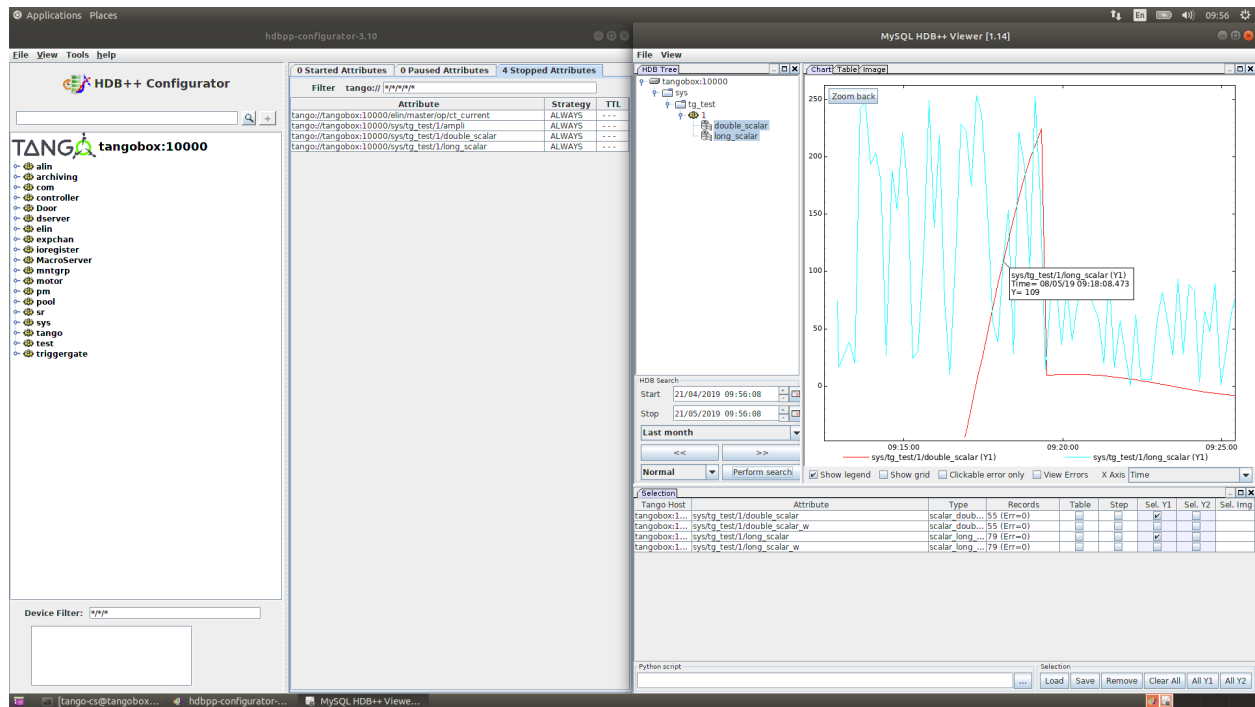 Applications Places
En 09:56
hdbpp-configurator-3.10
File View Tools help
HDB++ Configurator
TANGO tangobox:10000
alin
archiving
com
controller
Door
dserver
elin
expchan
ioregister
MacroServer
mntgrp
motor
pm
pool
sr
sys
tango
test
triggergate
Device Filter: */*/*
0 Started Attributes 0 Paused Attributes 4 Stopped Attributes
Filter tango:// */*/*/*/*
Attribute Strategy TTL
tango://tangobox:10000/elin/master/op/ct_current ALWAYS - - -
tango://tangobox:10000/sys/tg_test/1/ampli ALWAYS - - -
tango://tangobox:10000/sys/tg_test/1/double_scalar ALWAYS - - -
tango://tangobox:10000/sys/tg_test/1/long_scalar ALWAYS - - -
MySQL HDB++ Viewer [1.14]
File View
HDB Tree
tangobox:10000
sys
tg_test
1
double_scalar
long_scalar
HDB Search
Start 21/04/2019 09:56:08
Stop 21/05/2019 09:56:08
Last month
<< >>
Normal Perform search
Chart Table Image
Zoom back
250
200
150
100
50
0
sys/tg_test/1/long_scalar (Y1)
Time= 08/05/19 09:18:08.473
Y= 109
09:15:00 09:20:00 09:25:00
sys/tg_test/1/double_scalar (Y1) sys/tg_test/1/long_scalar (Y1)
Show legend Show grid Clickable error only View Errors X Axis Time
Selection
Tango Host Attribute Type Records Table Step Sel. Y1 Sel. Y2 Sel. Img
tangobox:1... sys/tg_test/1/double_scalar scalar_doub... 55 (Err=0)
tangobox:1... sys/tg_test/1/double_scalar_w scalar_doub... 55 (Err=0)
tangobox:1... sys/tg_test/1/long_scalar scalar_long_... 79 (Err=0)
tangobox:1... sys/tg_test/1/long_scalar_w scalar_long_... 79 (Err=0)
Python script
...
Selection
Load Save Remove Clear All All Y1 All Y2
[tango-cs@tangobox... hdbpp-configurator-... MySQL HDB++ Viewe...